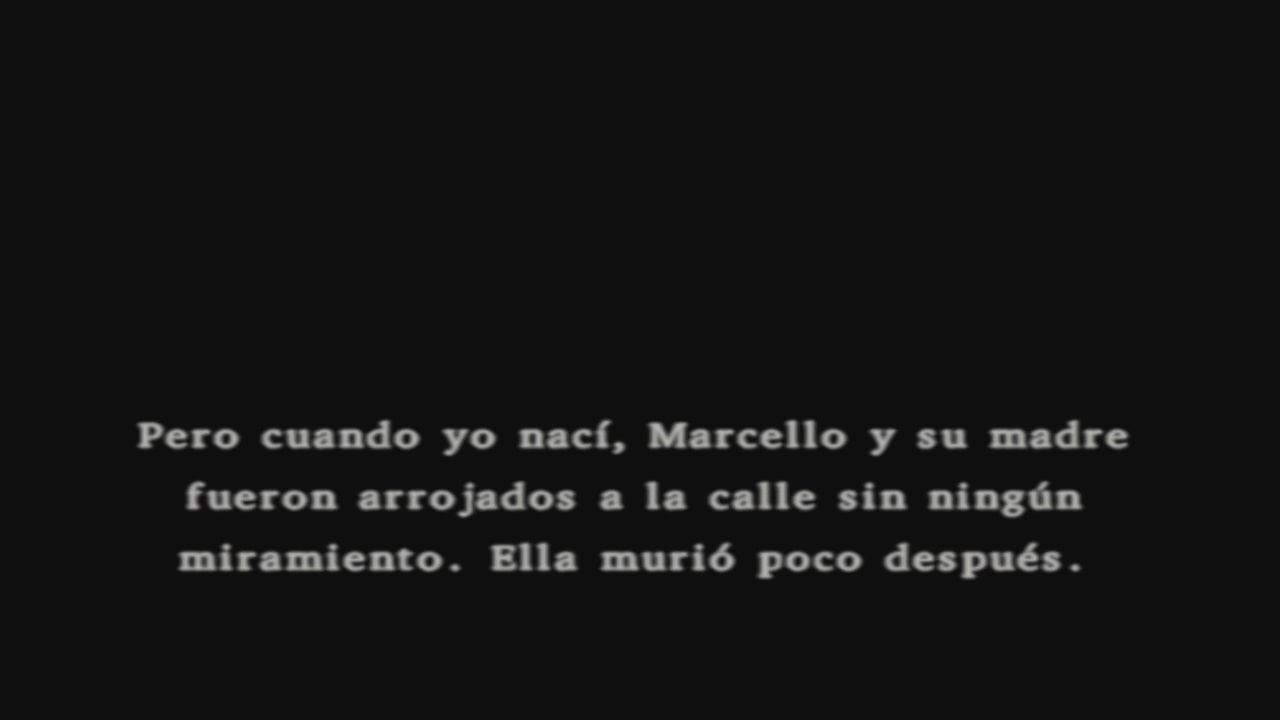 Pero cuando yo nací, Marcello y su madre
fueron arrojados a la calle sin ningún
miramiento. Ella murió poco después.